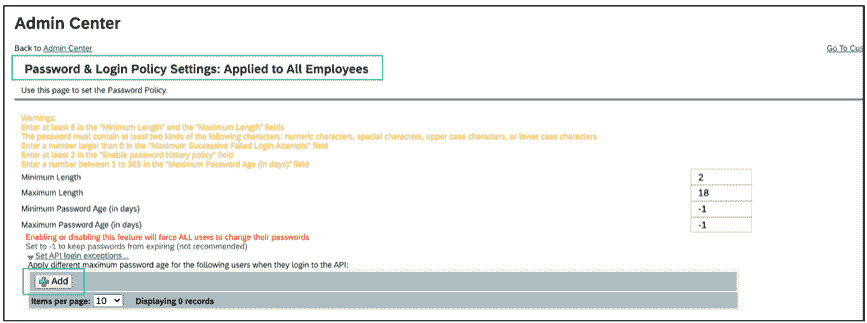 Admin Center
Back to Admin Center
Go To Cus
Password & Login Policy Settings: Applied to All Employees
Use this page to set the Password Policy.
Warnings:
Enter at least 6 in the "Minimum Length" and the "Maximum Length" fields
The password must contain at least two kinds of the following characters: numeric characters, special characters, upper case characters, or lower case characters
Enter a number larger than 0 in the "Maximum Successive Failed Login Attempts" field
Enter at least 2 in the "Enable password history policy" field
Enter a number between 1 to 365 in the "Maximum Password Age (in days)" field
Minimum Length 2
Maximum Length 18
Minimum Password Age (in days) -1
Maximum Password Age (in days) -1
Enabling or disabling this feature will force ALL users to change their passwords
Set to -1 to keep passwords from expiring (not recommended)
Set API login exceptions...
Apply different maximum password age for the following users when they login to the API:
Add
Items per page: 10 Displaying 0 records